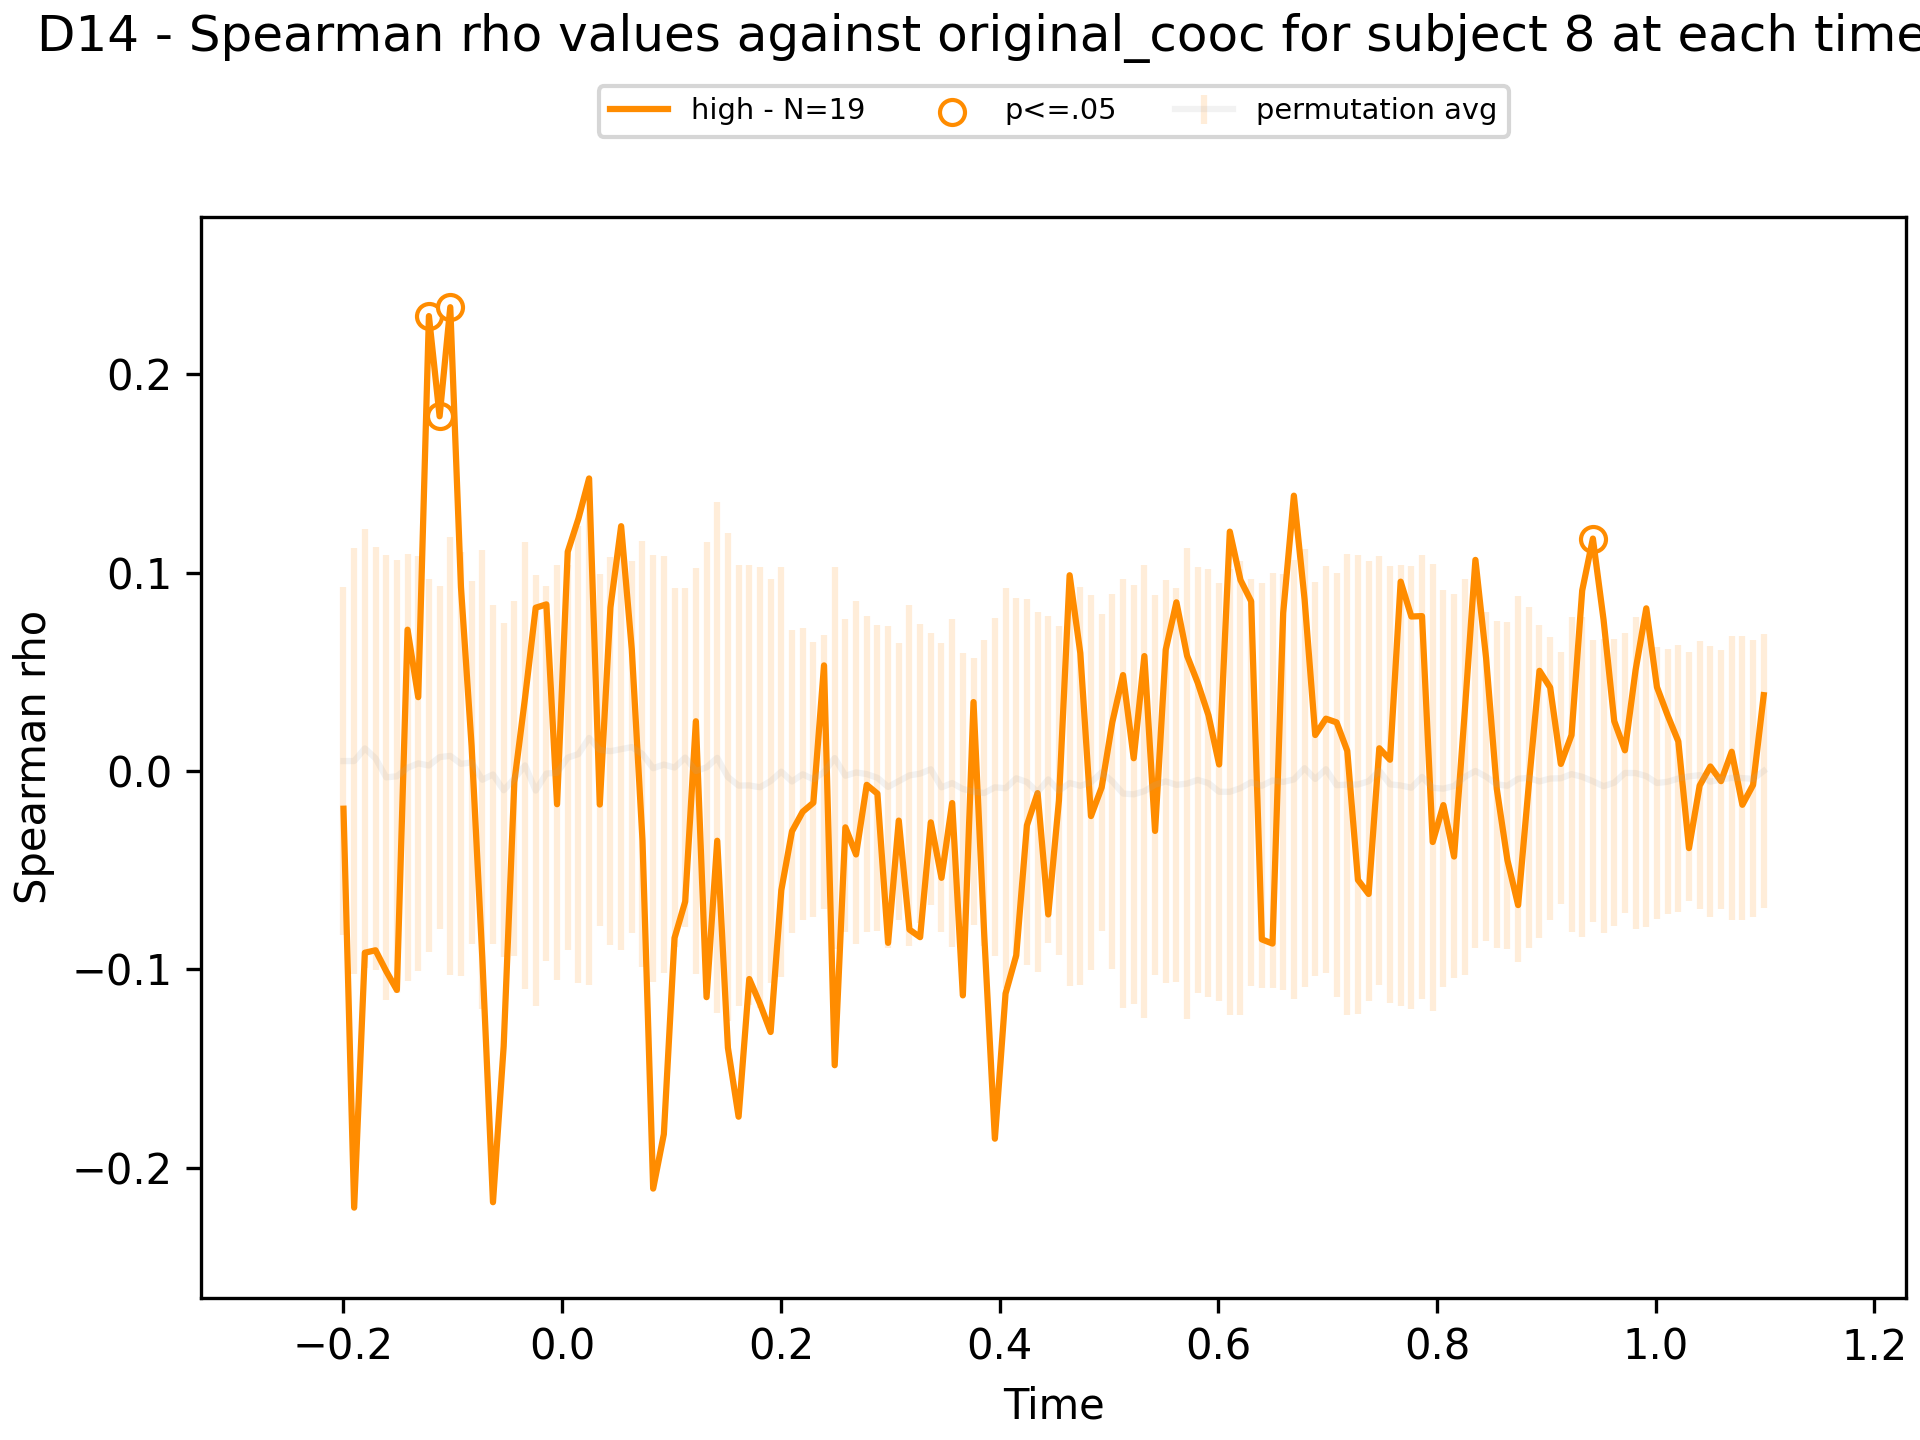 D14 - Spearman rho values against original_cooc for subject 8 at each time
high - N=19 p<=.05 permutation avg
Spearman rho
0.2
0.1
0.0
−0.1
−0.2
−0.2 0.0 0.2 0.4 0.6 0.8 1.0 1.2
Time